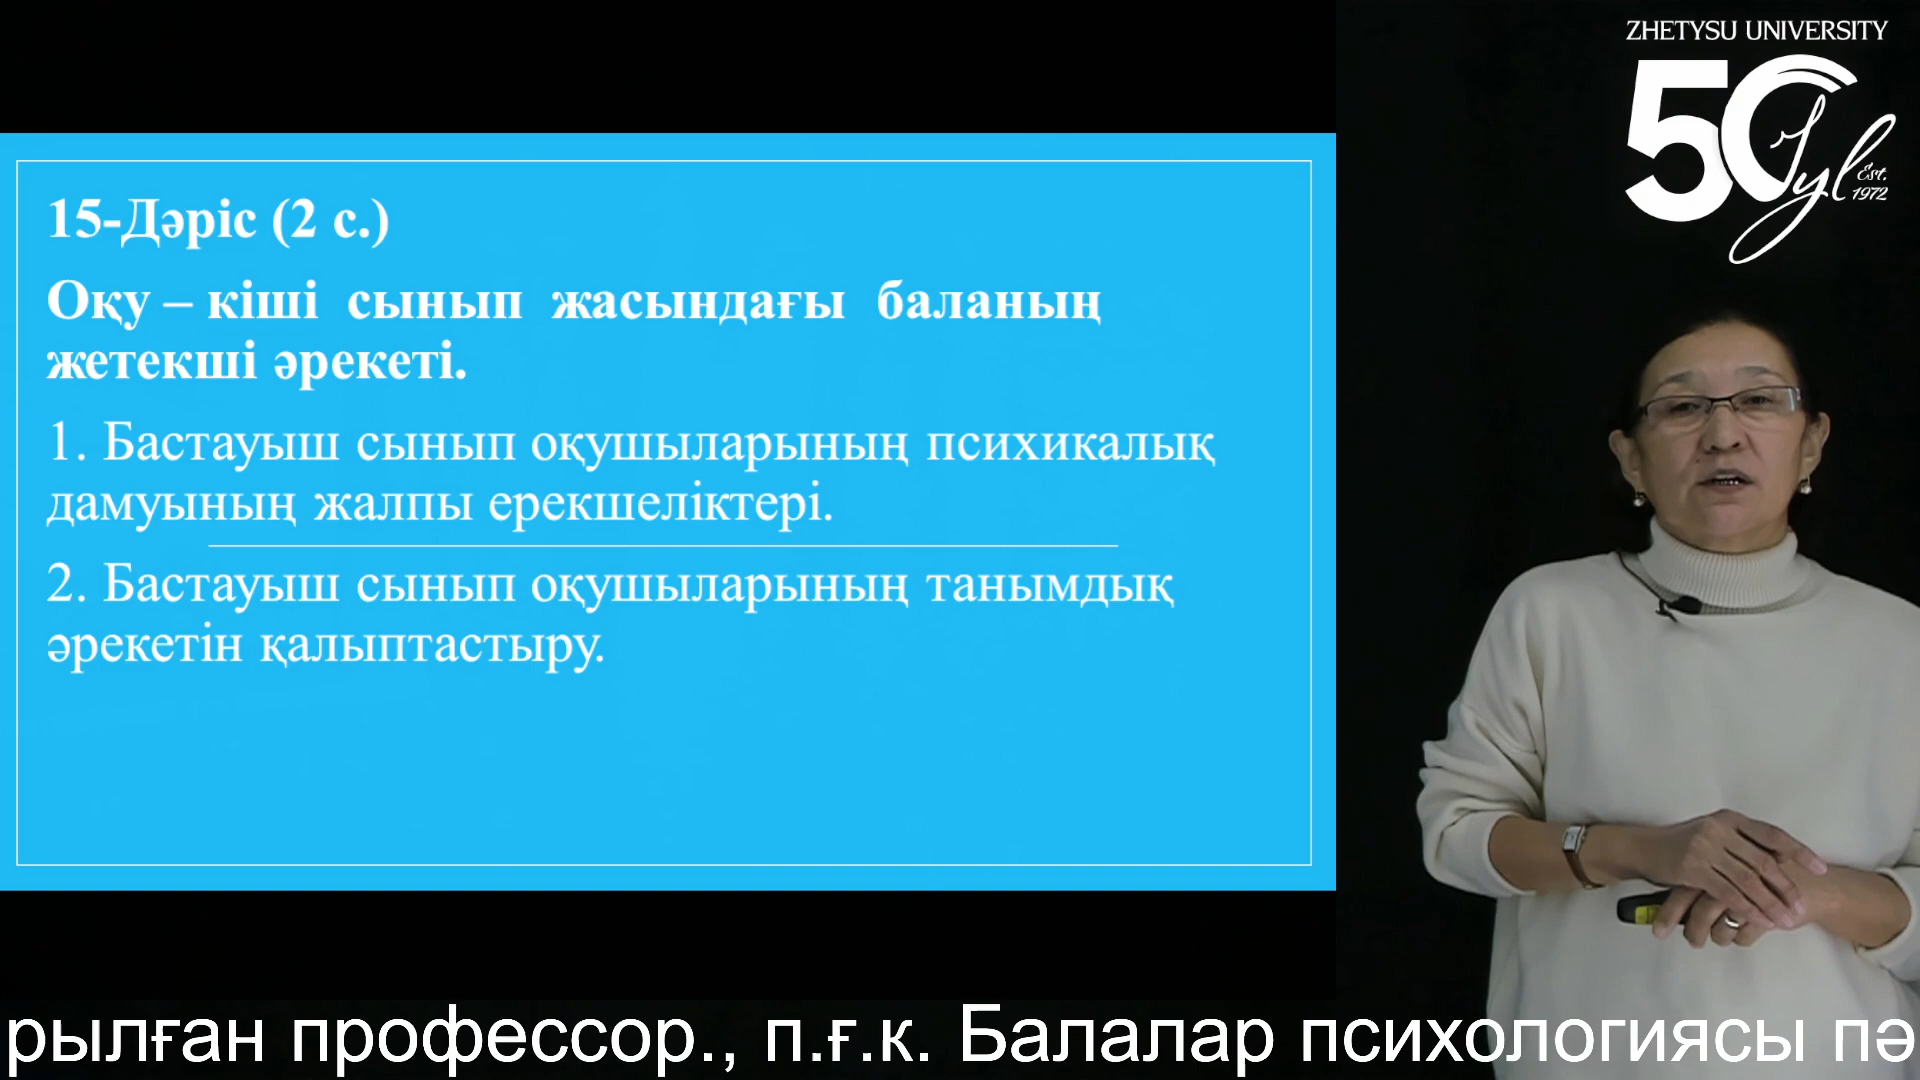 ZHETYSU UNIVERSITY
50 jyl
Est.
1972
15-Дәріс (2 с.)
Оқу – кіші сынып жасындағы баланың
жетекші әрекеті.
1. Бастауыш сынып оқушыларының психикалық
дамуының жалпы ерекшеліктері.
2. Бастауыш сынып оқушыларының танымдық
әрекетін қалыптастыру.
рылған профессор., п.ғ.к. Балалар психологиясы пә